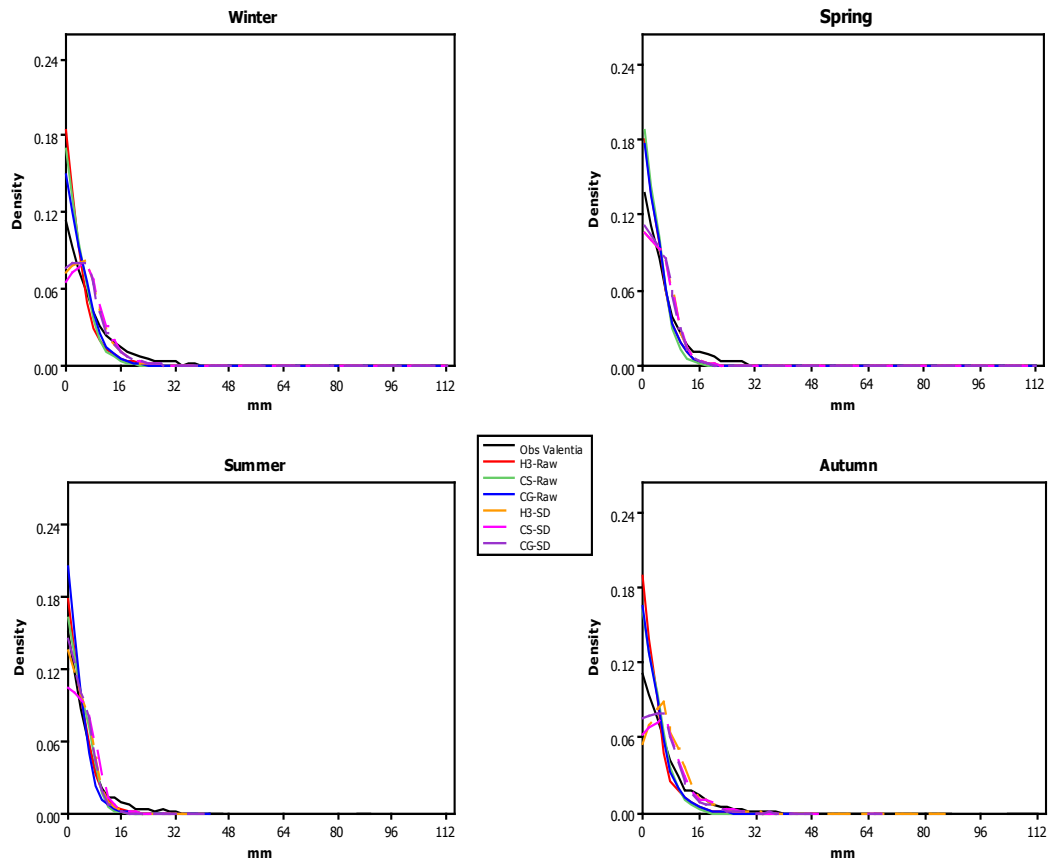 Winter
0.24
0.18
0.12
0.06
0.00
Density
0 16 32 48 64 80 96 112
mm
Spring
0.24
0.18
0.12
0.06
0.00
Density
0 16 32 48 64 80 96 112
mm
Obs Valentia
H3-Raw
CS-Raw
CG-Raw
H3-SD
CS-SD
CG-SD
Summer
0.24
0.18
0.12
0.06
0.00
Density
0 16 32 48 64 80 96 112
mm
Autumn
0.24
0.18
0.12
0.06
0.00
Density
0 16 32 48 64 80 96 112
mm